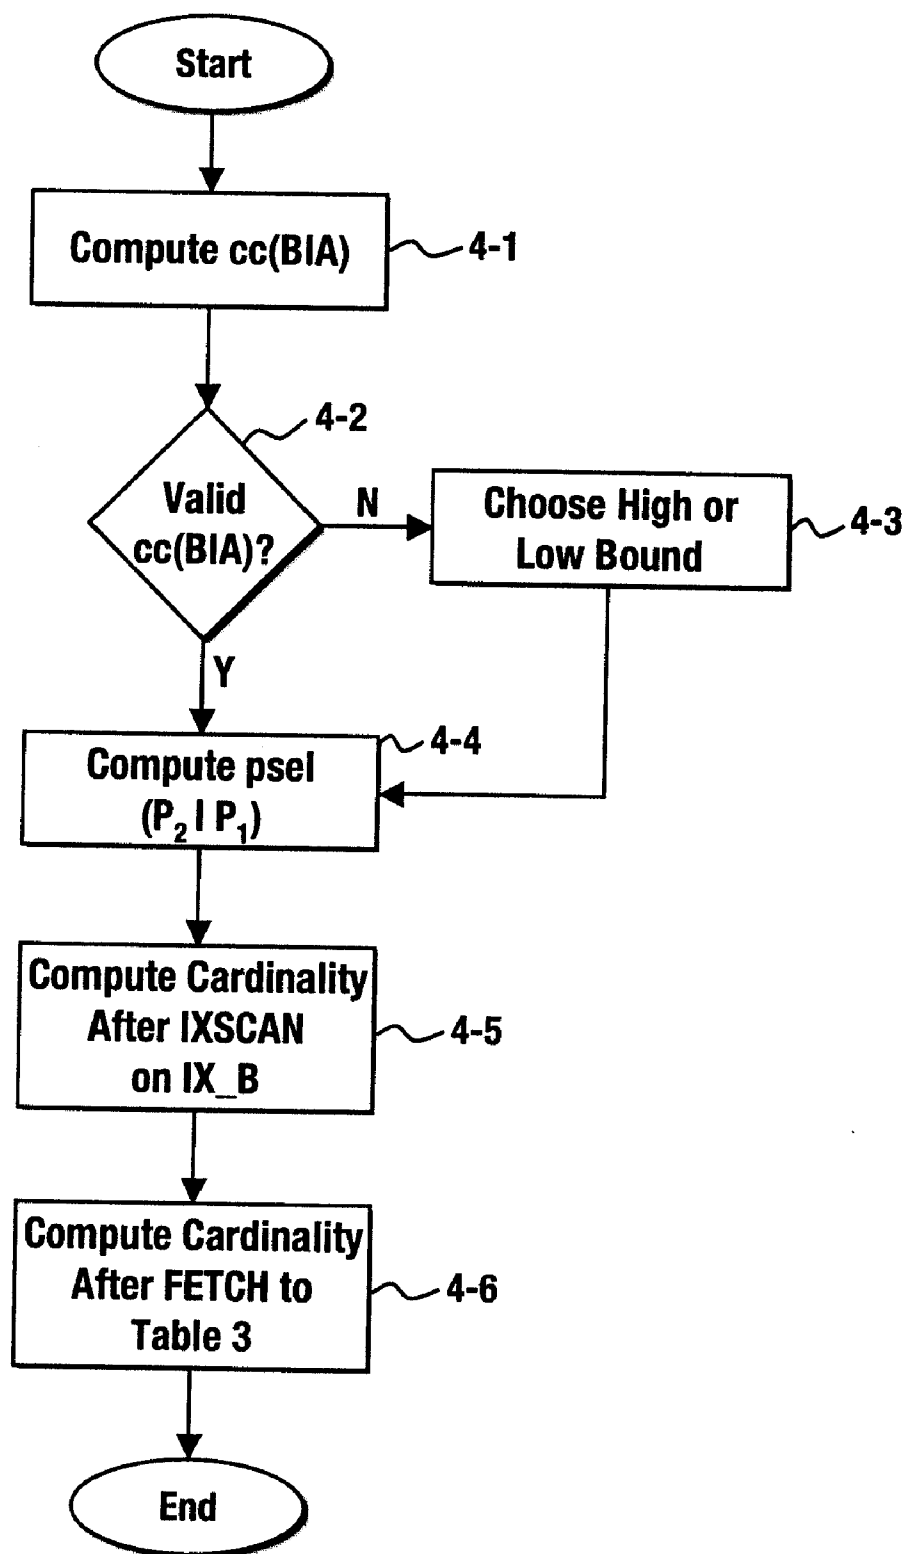 Start
Compute cc(B|A)
4-1
4-2
Valid
cc(B|A)?
N
Choose High or
Low Bound
4-3
Y
4-4
Compute psel
(P₂ | P₁)
Compute Cardinality
After IXSCAN
on IX_B
4-5
Compute Cardinality
After FETCH to
Table 3
4-6
End